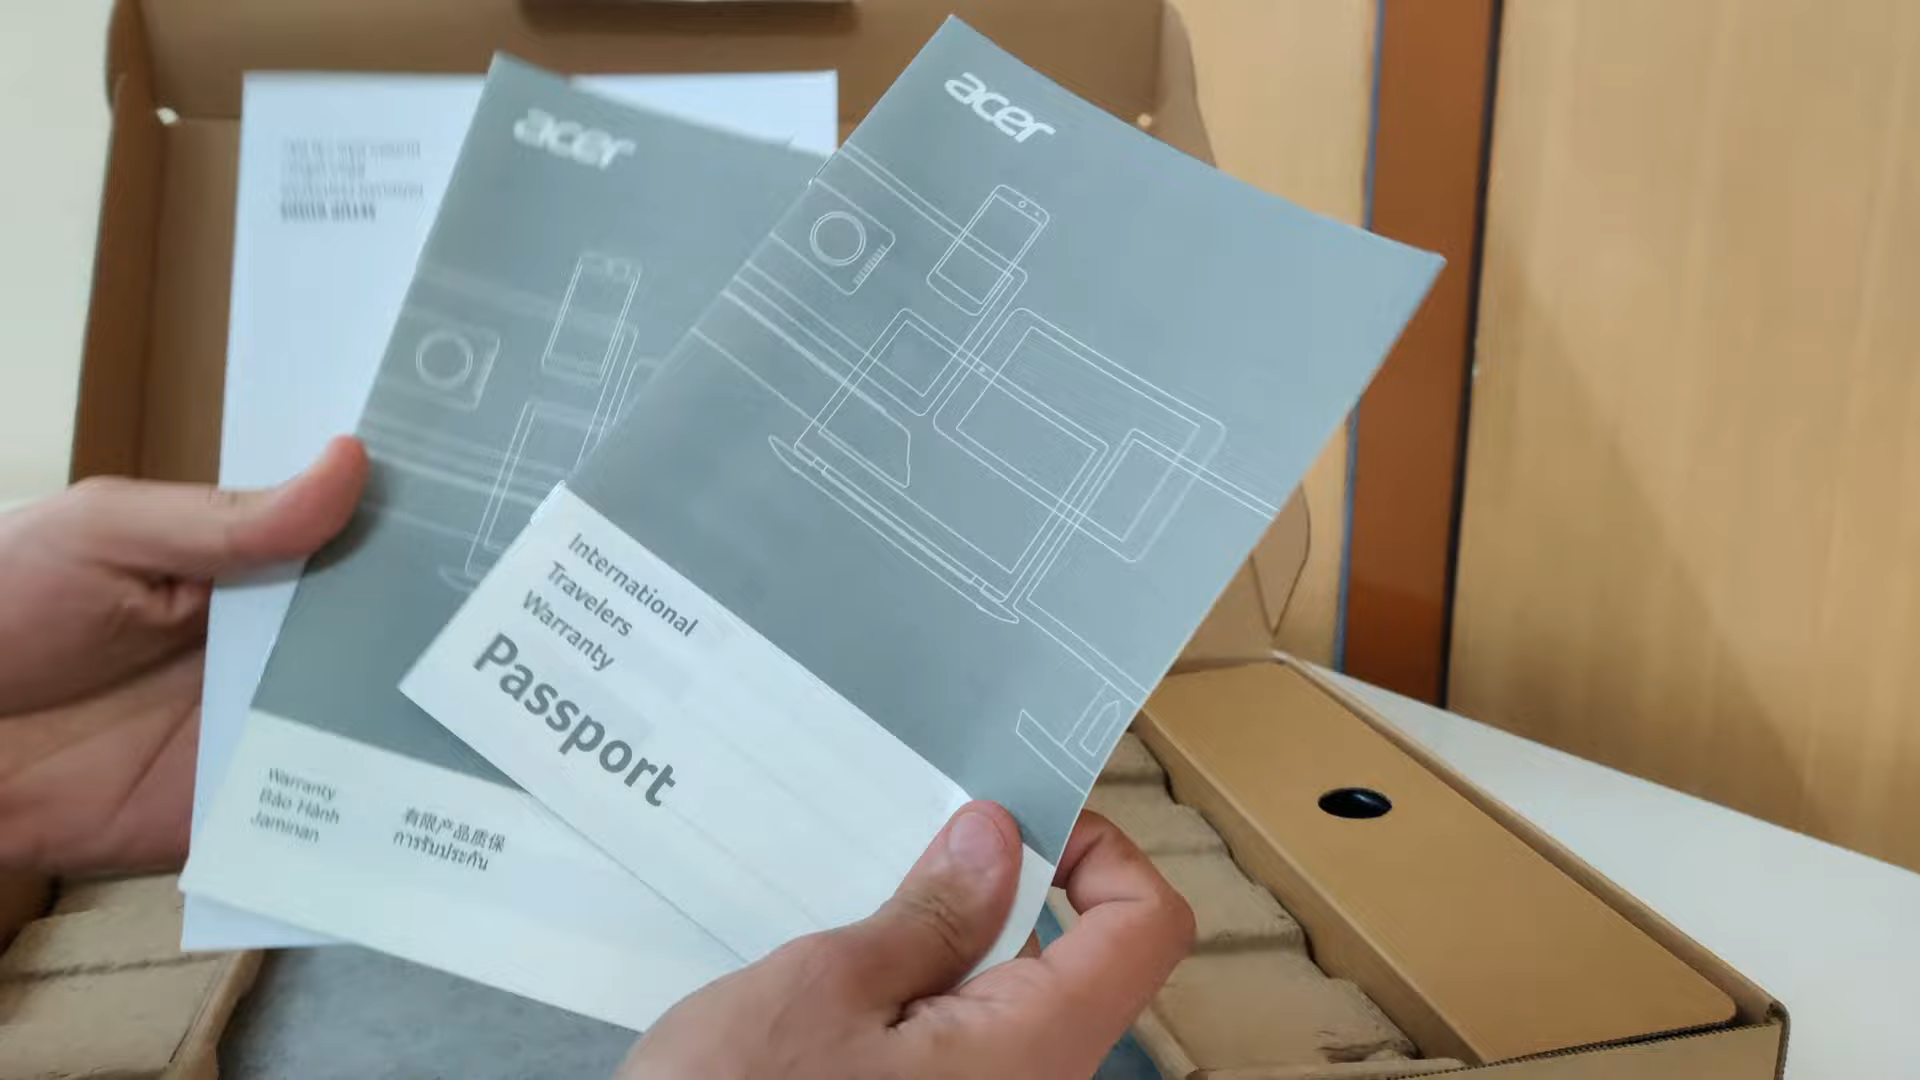 acer
acer
International
Travelers
Warranty
Passport
Warranty
Bảo Hành
Jaminan
有限产品质保
การรับประกัน